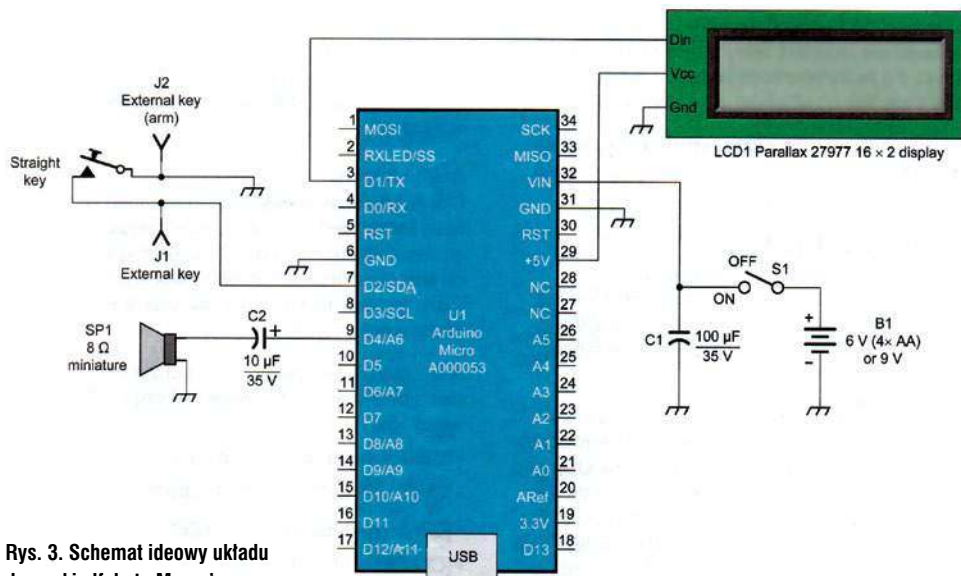 J2
External key
(arm)
Straight
key
J1
External key
SP1
8 Ω
miniature
C2
+
10 µF
35 V
1
2
3
4
5
6
7
8
9
10
11
12
13
14
15
16
17
MOSI
RXLED/SS
D1/TX
D0/RX
RST
GND
D2/SDA
D3/SCL
D4/A6
D5
D6/A7
D7
D8/A8
D9/A9
D10/A10
D11
D12/A11
U1
Arduino
Micro
A000053
USB
SCK
MISO
VIN
GND
RST
+5V
NC
NC
A5
A4
A3
A2
A1
A0
ARef
3.3V
D13
34
33
32
31
30
29
28
27
26
25
24
23
22
21
20
19
18
Din
Vcc
Gnd
LCD1 Parallax 27977 16 × 2 display
OFF
S1
ON
C1
100 µF
35 V
+
–
B1
6 V (4× AA)
or 9 V
Rys. 3. Schemat ideowy układu